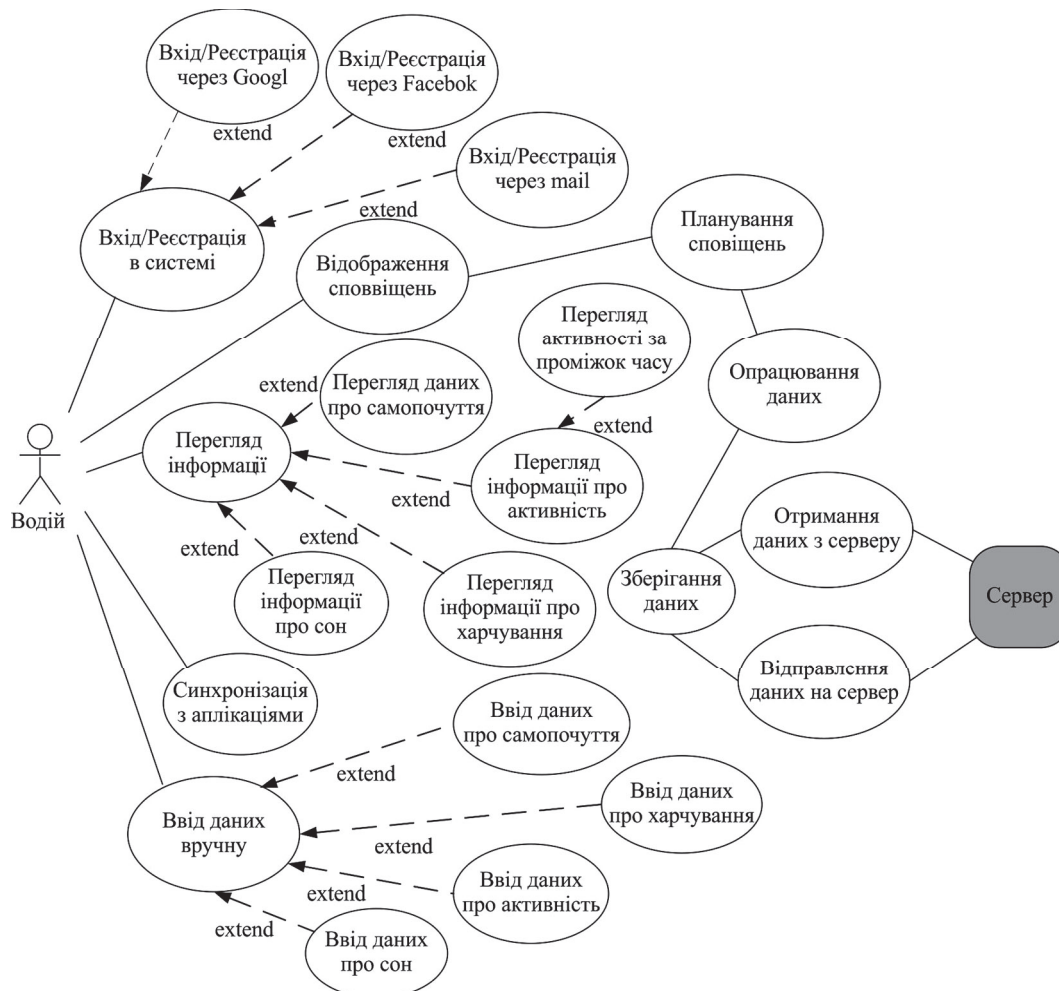 Вхід/Реєстрація
через Googl
Вхід/Реєстрація
через Facebok
extend
extend
Вхід/Реєстрація
через mail
extend
Вхід/Реєстрація
в системі
Планування
сповіщень
Відображення
споввіщень
Перегляд
активності за
проміжок часу
Опрацювання
даних
extend
Перегляд даних
про самопочуття
extend
Перегляд
інформації
Перегляд
інформації про
активність
extend
Водій
Отримання
даних з серверу
extend
extend
Перегляд
інформації
про сон
Перегляд
інформації про
харчування
Зберігання
даних
Сервер
Відправлення
даних на сервер
Синхронізація
з аплікаціями
Ввід даних
про самопочуття
extend
Ввід даних
про харчування
Ввід даних
вручну
extend
Ввід даних
про активність
extend
extend
Ввід даних
про сон